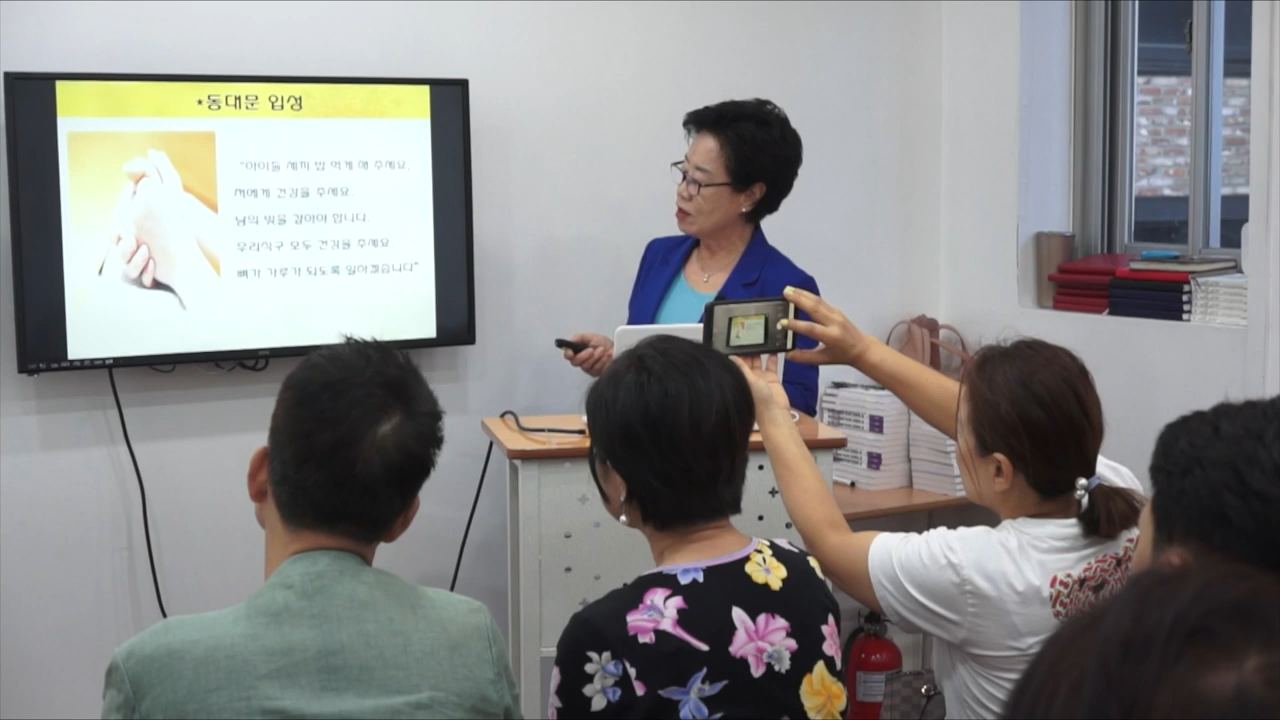 *동대문 입성
"아이들 세끼 밥 먹게 해 주세요.
저에게 건강을 주세요.
남의 빚을 갚아야 합니다.
우리식구 모두 건강을 주세요
뼈가 가루가 되도록 일하겠습니다"